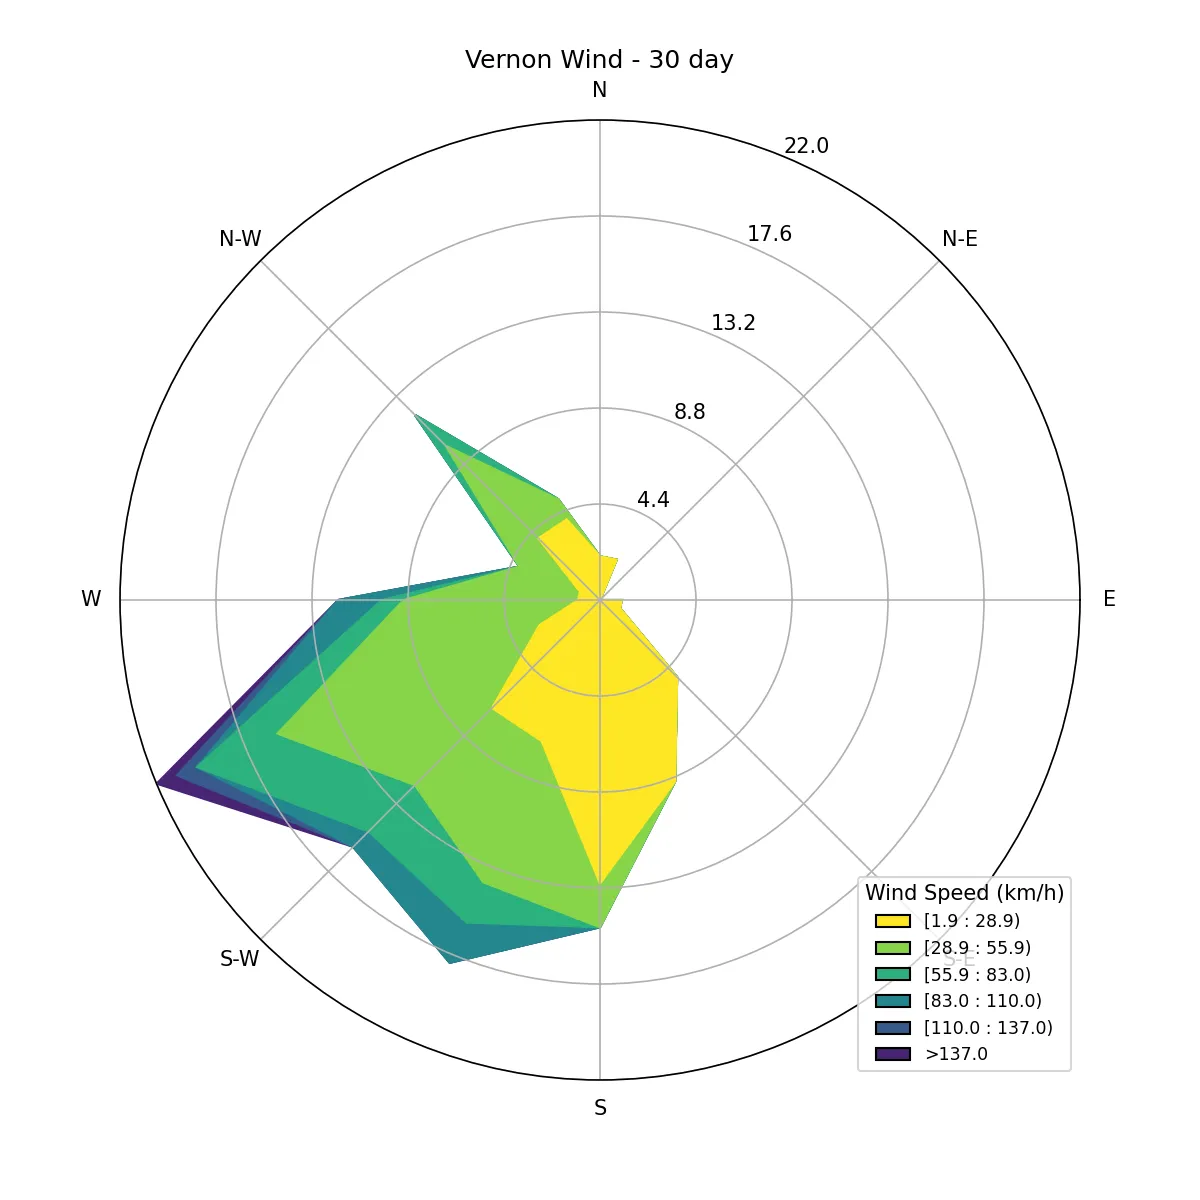 Vernon Wind - 30 day
N
22.0
N-W
17.6
N-E
13.2
8.8
4.4
W
E
S-W
S-E
S
Wind Speed (km/h)
[1.9 : 28.9)
[28.9 : 55.9)
[55.9 : 83.0)
[83.0 : 110.0)
[110.0 : 137.0)
>137.0